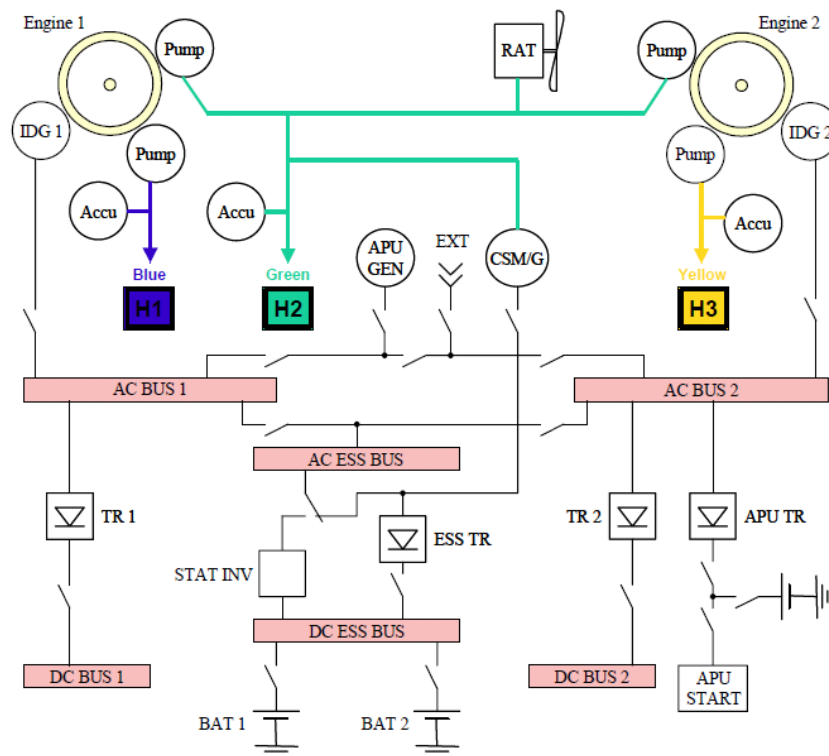 Engine 1
Engine 2
Pump
RAT
Pump
IDG 1
IDG 2
Pump
Pump
Accu
Accu
Accu
APU
GEN
EXT
CSM/G
Blue
Green
Yellow
H1
H2
H3
AC BUS 1
AC BUS 2
AC ESS BUS
TR 1
ESS TR
TR 2
APU TR
STAT INV
DC ESS BUS
DC BUS 1
DC BUS 2
APU
START
BAT 1
BAT 2